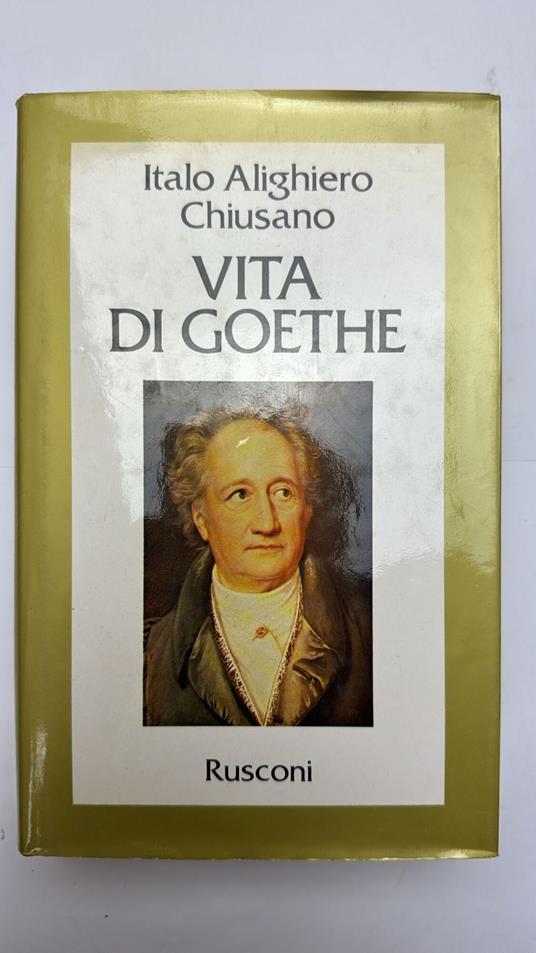 Italo Alighiero
Chiusano
VITA
DI GOETHE
Rusconi